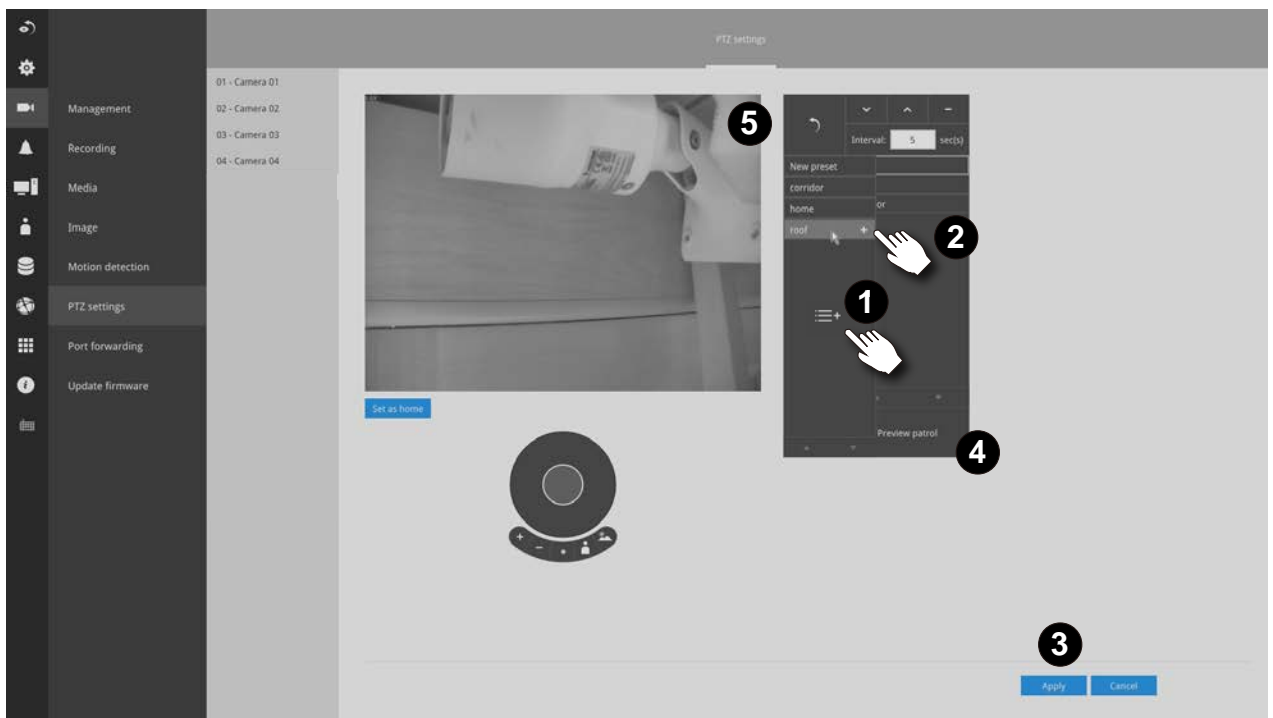 PTZ settings
Management
Recording
Media
Image
Motion detection
PTZ settings
Port forwarding
Update firmware
01 - Camera 01
02 - Camera 02
03 - Camera 03
04 - Camera 04
5
Interval: 5 sec(s)
New preset
corridor
home
or
roof +
2
1
Set as home
Preview patrol
4
3
Apply Cancel